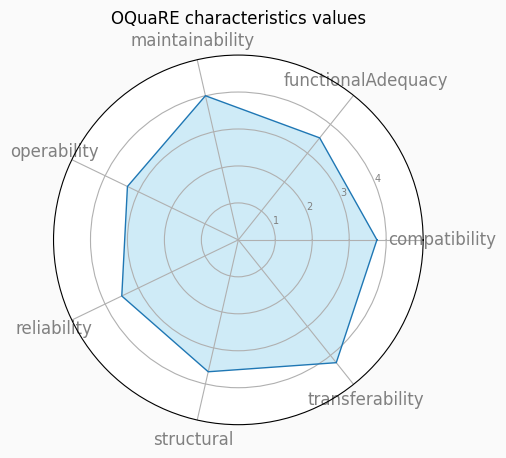 OQuaRE characteristics values
maintainability
functionalAdequacy
operability
4
3
2
1
compatibility
reliability
transferability
structural